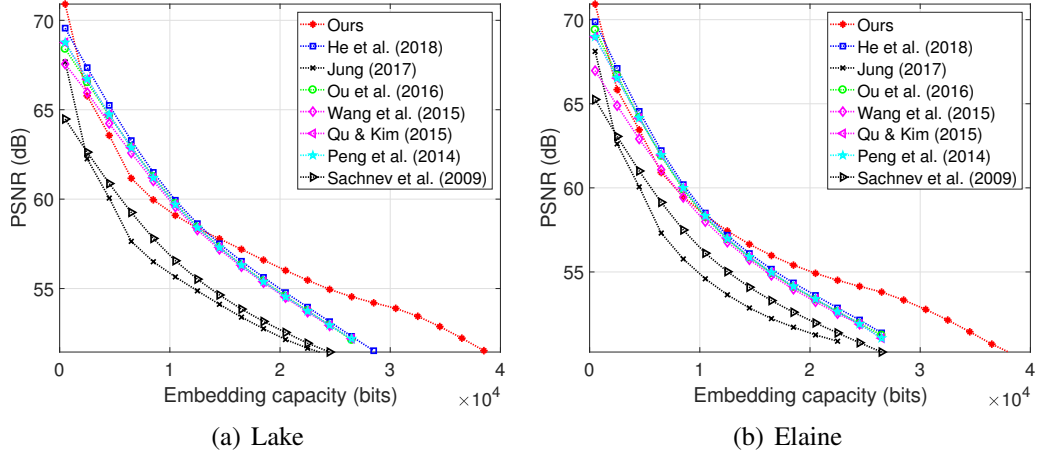 70
65
60
55
PSNR (dB)
0
1
2
3
4
×10⁴
Embedding capacity (bits)
Ours
He et al. (2018)
Jung (2017)
Ou et al. (2016)
Wang et al. (2015)
Qu & Kim (2015)
Peng et al. (2014)
Sachnev et al. (2009)
(a) Lake
70
65
60
55
PSNR (dB)
0
1
2
3
4
×10⁴
Embedding capacity (bits)
Ours
He et al. (2018)
Jung (2017)
Ou et al. (2016)
Wang et al. (2015)
Qu & Kim (2015)
Peng et al. (2014)
Sachnev et al. (2009)
(b) Elaine